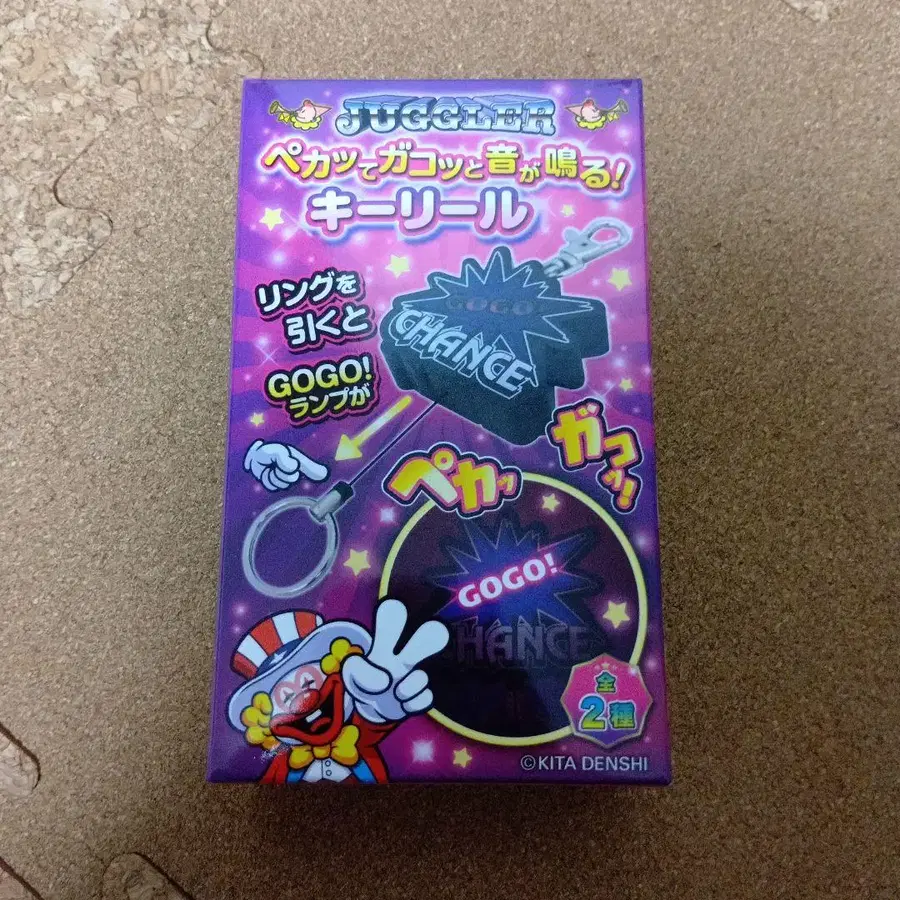 JUGGLER
ペカッてガコッと音が鳴る!
キーリール
リングを
引くと
GOGO!
ランプが
GOGO!
CHANCE
ペカッ
ガコッ!
GOGO!
CHANCE
全
2種
©KITA DENSHI